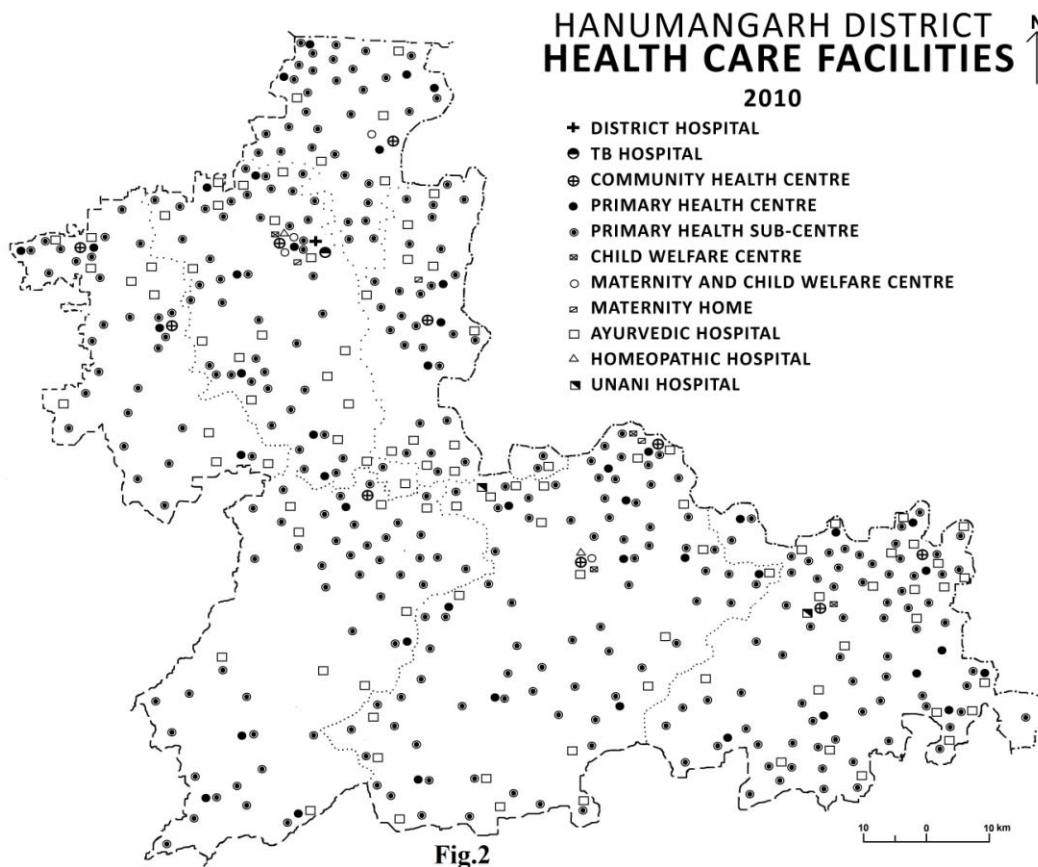 HANUMANGARH DISTRICT
HEALTH CARE FACILITIES
2010
N
DISTRICT HOSPITAL
TB HOSPITAL
COMMUNITY HEALTH CENTRE
PRIMARY HEALTH CENTRE
PRIMARY HEALTH SUB-CENTRE
CHILD WELFARE CENTRE
MATERNITY AND CHILD WELFARE CENTRE
MATERNITY HOME
AYURVEDIC HOSPITAL
HOMEOPATHIC HOSPITAL
UNANI HOSPITAL
10 0 10 km
Fig.2